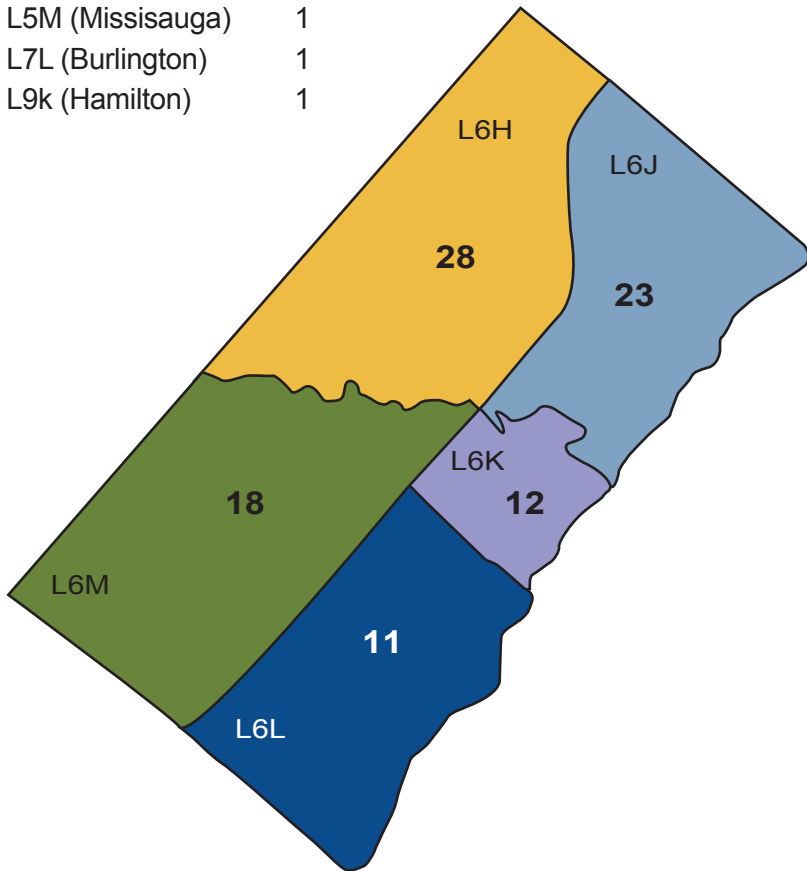 L5M (Missisauga) 1
L7L (Burlington) 1
L9k (Hamilton) 1
L6H
L6J
28
23
L6K
18
12
L6M
11
L6L